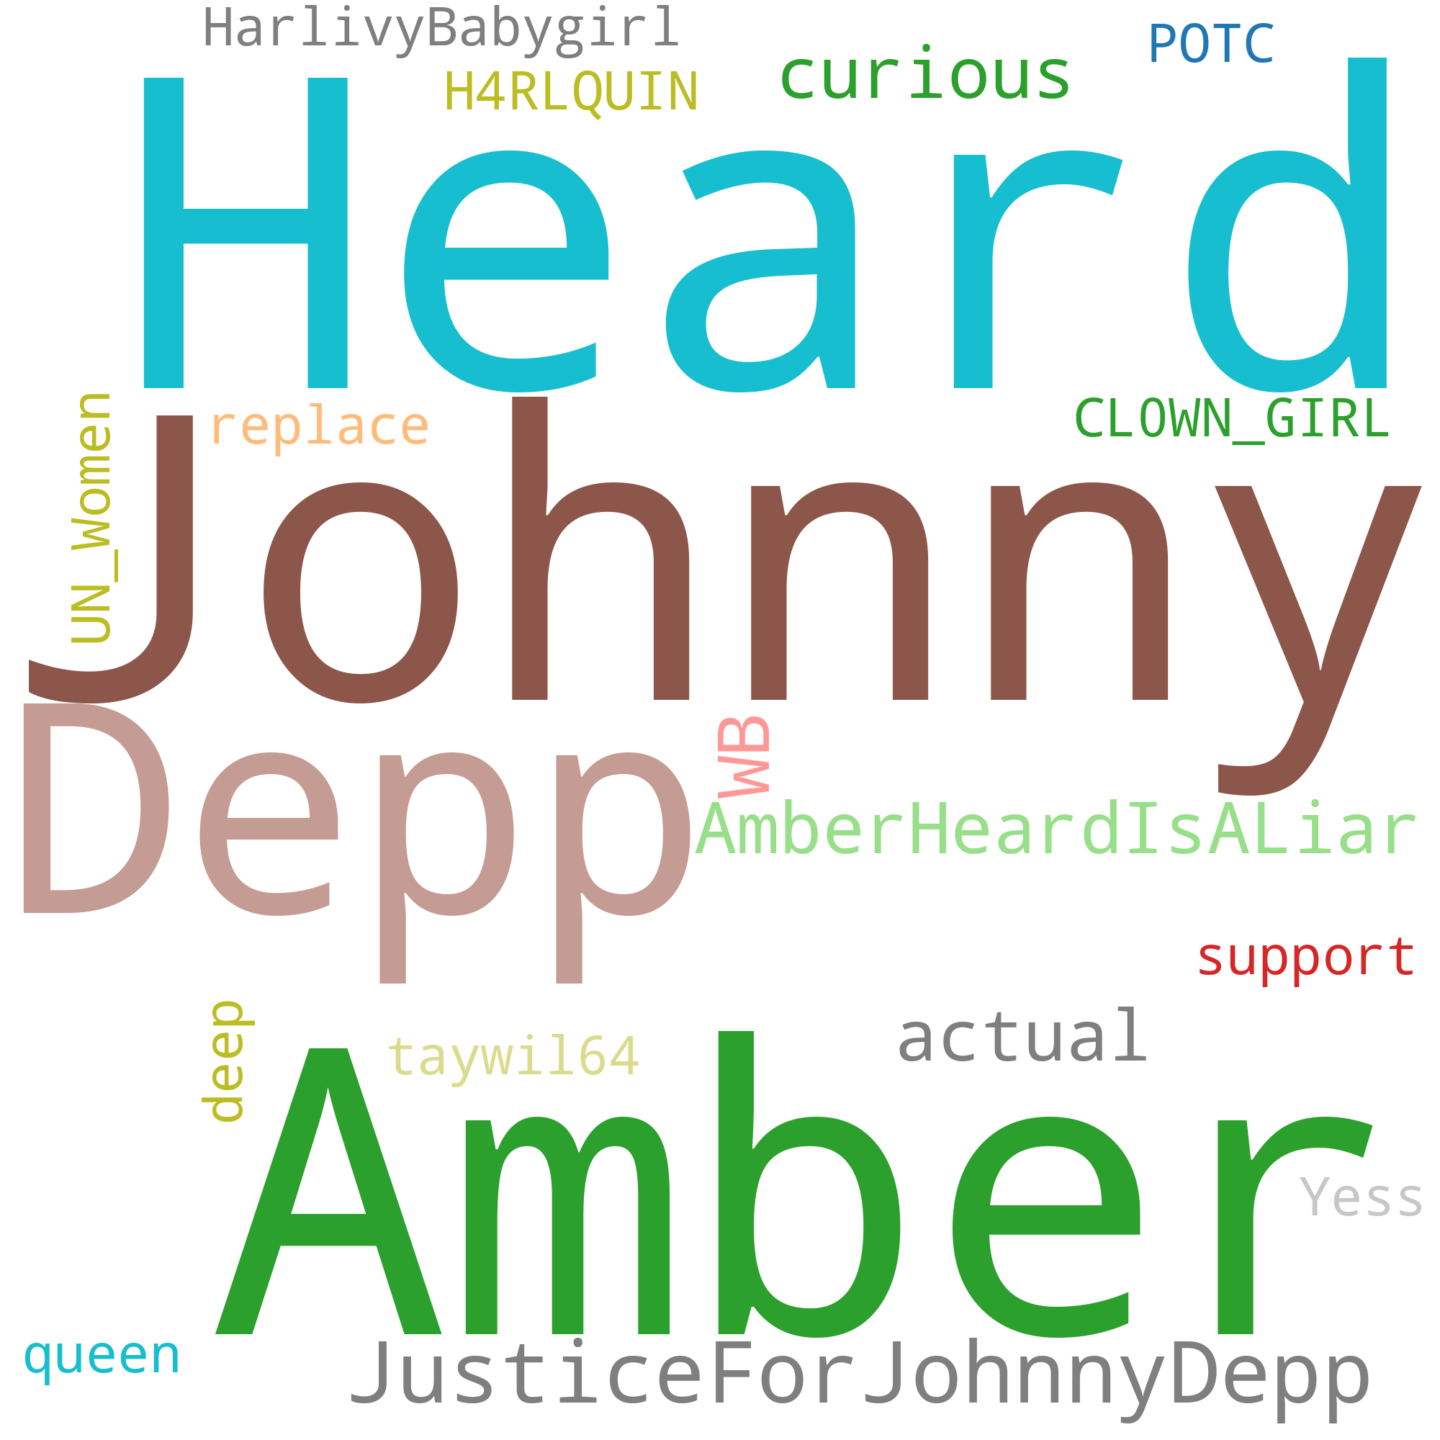 HarlivyBabygirl
POTC
curious
H4RLQUIN
Heard
UN_Women
replace
CLOWN_GIRL
Johnny
Depp
WB
AmberHeardIsALiar
support
deep
taywil64
actual
Amber
Yess
queen
JusticeForJohnnyDepp